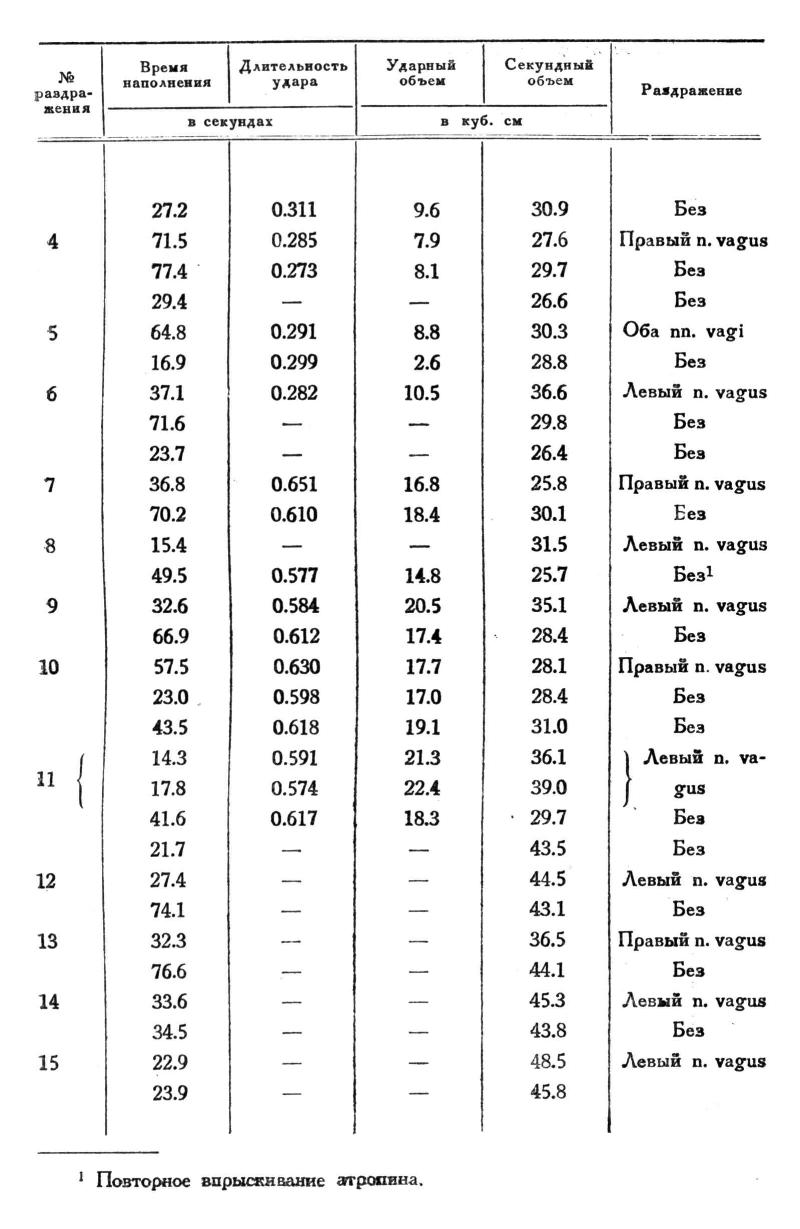 № раздра-жения | Время наполнения | Длительность удара | Ударный объем | Секундный объем | Раздражение
в секундах | в куб. см
27.2 0.311 9.6 30.9 Без
4 71.5 0.285 7.9 27.6 Правый n. vagus
77.4 0.273 8.1 29.7 Без
29.4 — — 26.6 Без
5 64.8 0.291 8.8 30.3 Оба nn. vagi
16.9 0.299 2.6 28.8 Без
6 37.1 0.282 10.5 36.6 Левый n. vagus
71.6 — — 29.8 Без
23.7 — — 26.4 Без
7 36.8 0.651 16.8 25.8 Правый n. vagus
70.2 0.610 18.4 30.1 Без
8 15.4 — — 31.5 Левый n. vagus
49.5 0.577 14.8 25.7 Без¹
9 32.6 0.584 20.5 35.1 Левый n. vagus
66.9 0.612 17.4 28.4 Без
10 57.5 0.630 17.7 28.1 Правый n. vagus
23.0 0.598 17.0 28.4 Без
43.5 0.618 19.1 31.0 Без
11 { 14.3 0.591 21.3 36.1 } Левый n. va-
17.8 0.574 22.4 39.0 gus
41.6 0.617 18.3 29.7 Без
21.7 — — 43.5 Без
12 27.4 — — 44.5 Левый n. vagus
74.1 — — 43.1 Без
13 32.3 — — 36.5 Правый n. vagus
76.6 — — 44.1 Без
14 33.6 — — 45.3 Левый n. vagus
34.5 — — 43.8 Без
15 22.9 — — 48.5 Левый n. vagus
23.9 — — 45.8
¹ Повторное впрыскивание атропина.